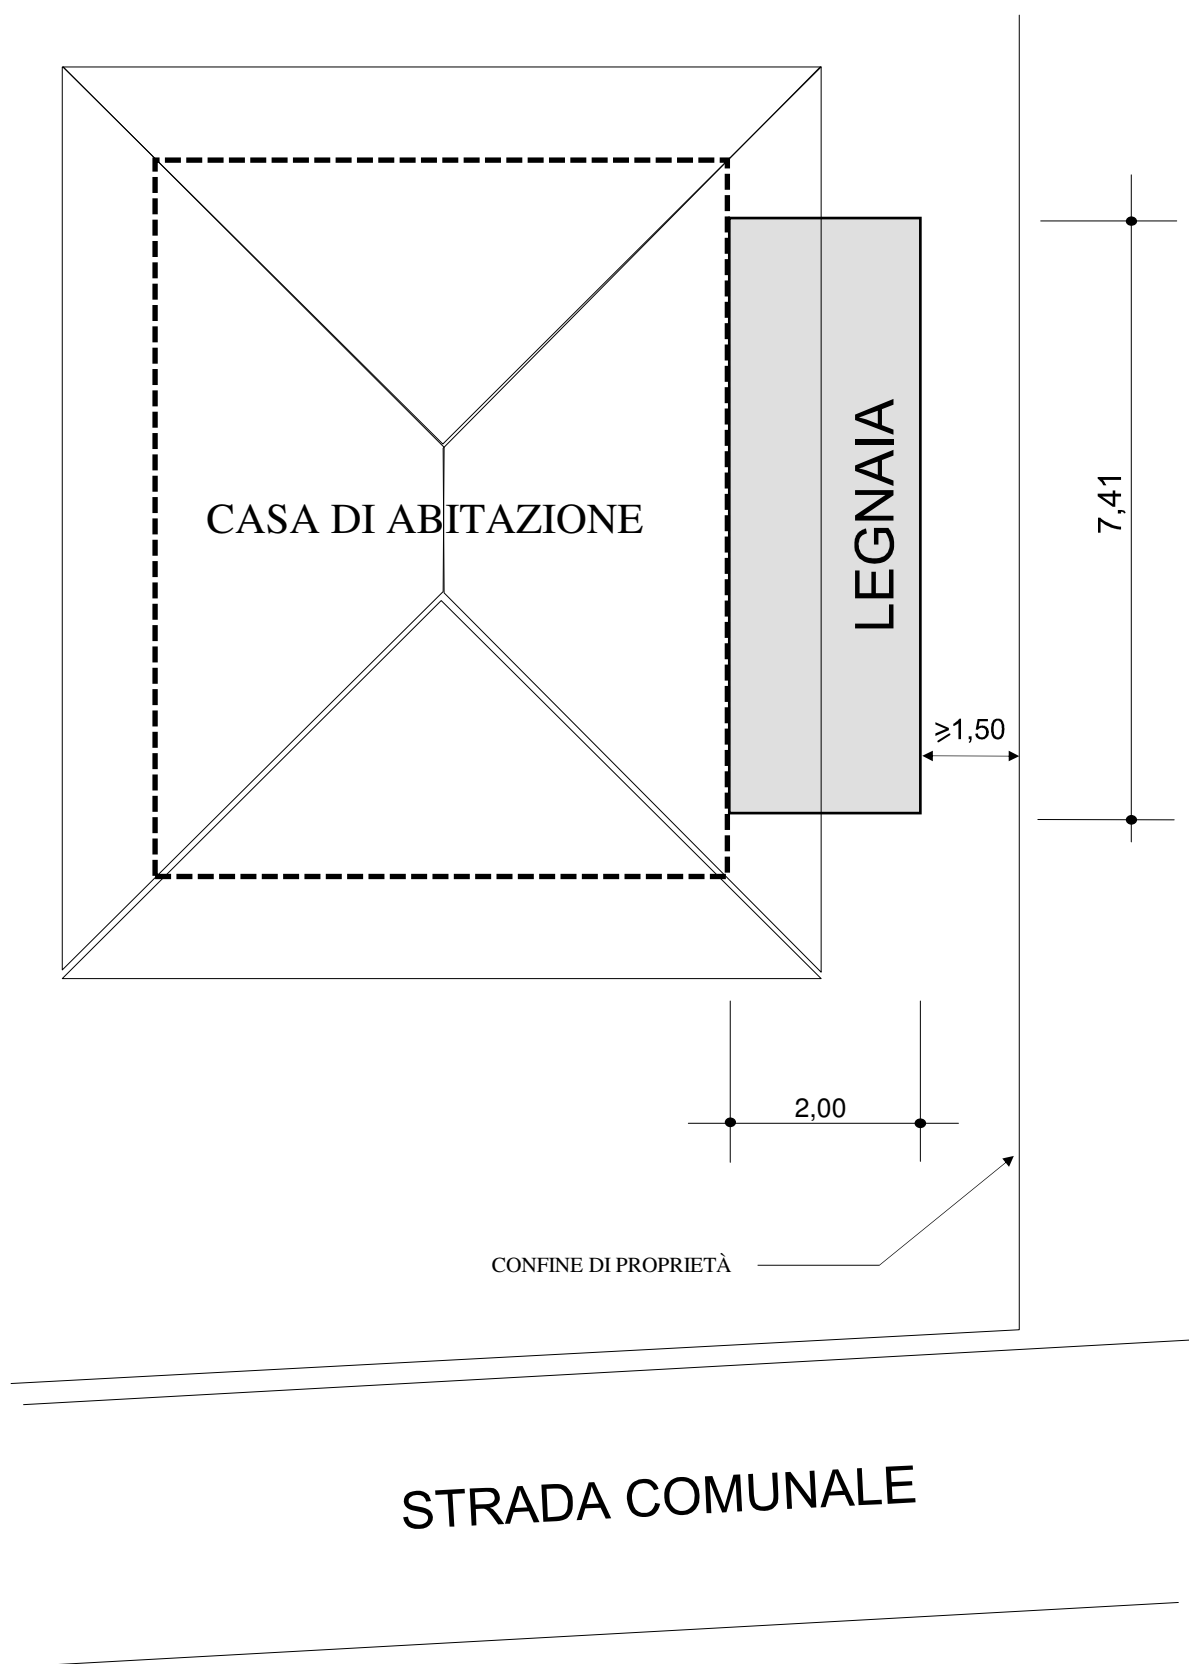 CASA DI ABITAZIONE
LEGNAIA
7,41
⩾1,50
2,00
CONFINE DI PROPRIETÀ
STRADA COMUNALE